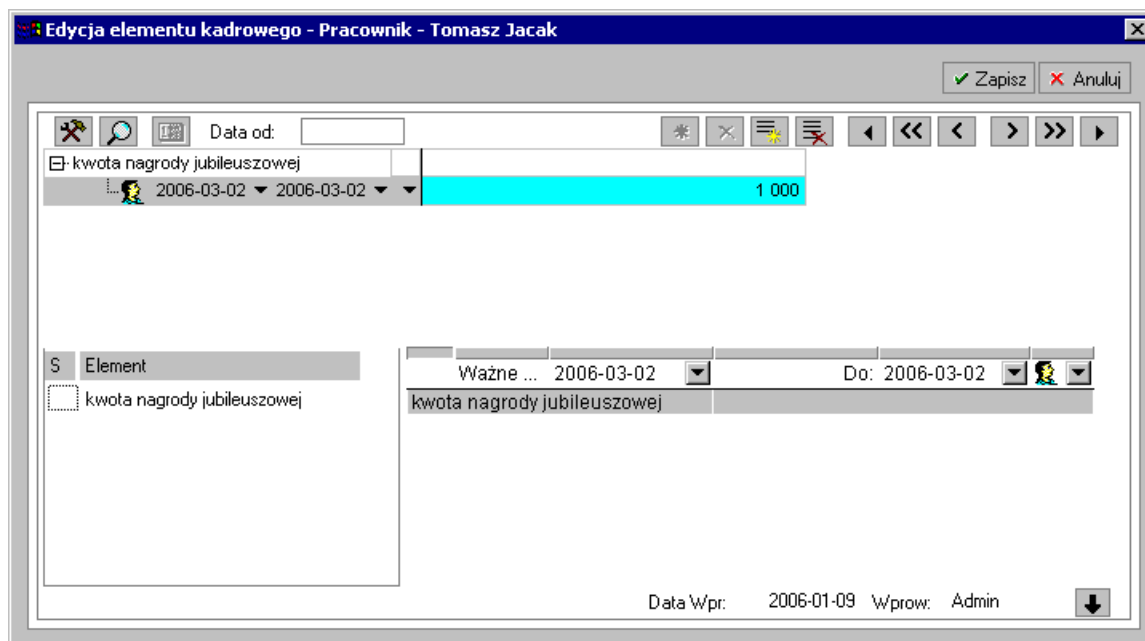 Edycja elementu kadrowego - Pracownik - Tomasz Jacak
Zapisz Anuluj
Data od:
kwota nagrody jubileuszowej
2006-03-02 2006-03-02 1 000
S Element
Ważne ... 2006-03-02 Do: 2006-03-02
kwota nagrody jubileuszowej
kwota nagrody jubileuszowej
Data Wpr: 2006-01-09 Wprow: Admin